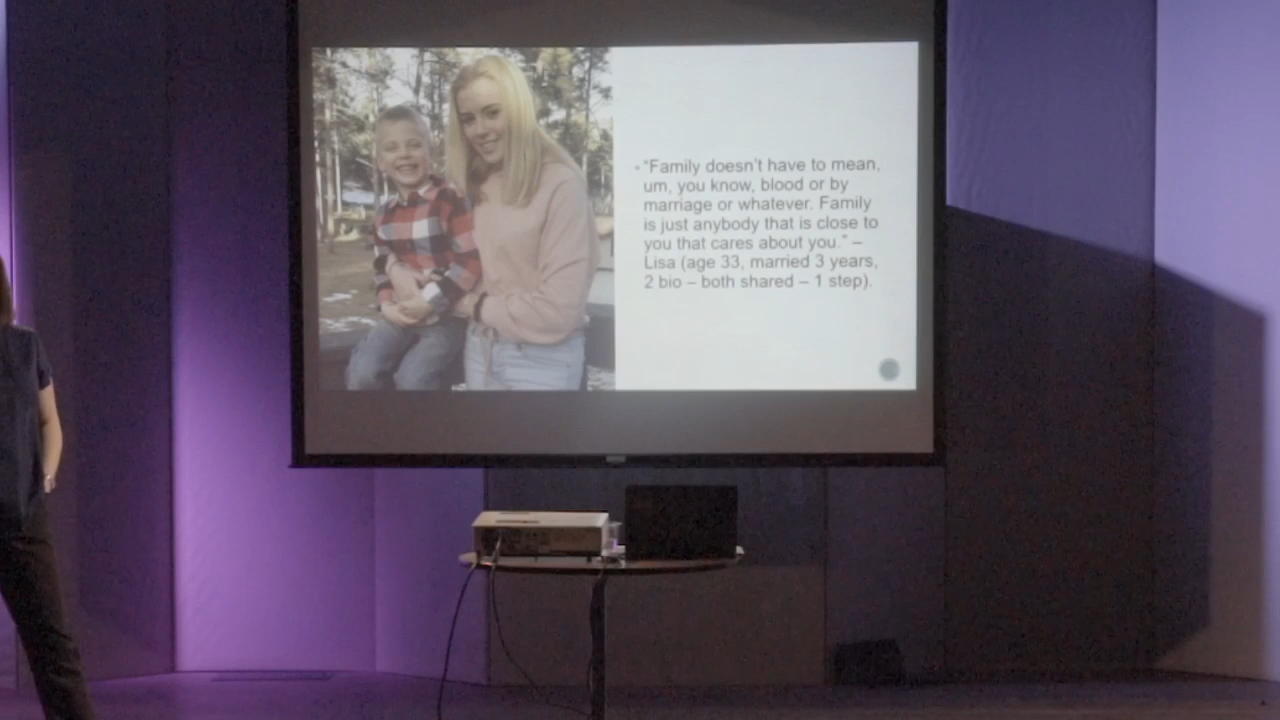 • “Family doesn’t have to mean,
um, you know, blood or by
marriage or whatever. Family
is just anybody that is close to
you that cares about you.” –
Lisa (age 33, married 3 years,
2 bio – both shared – 1 step).